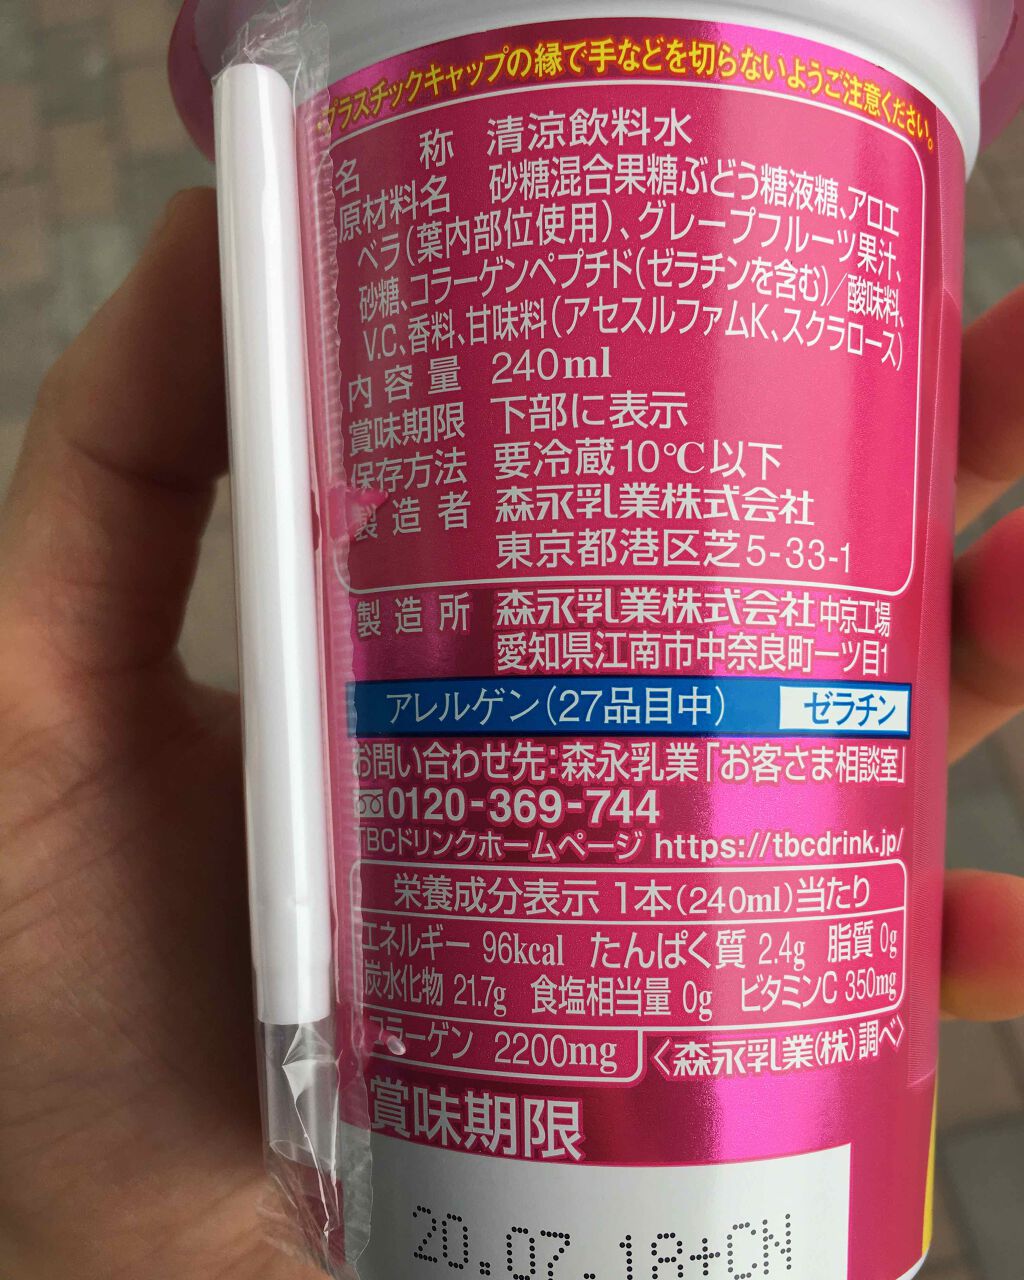 プラスチックキャップの縁で手などを切らないようご注意ください。
名称 清涼飲料水
原材料名 砂糖混合果糖ぶどう糖液糖、アロエ
ベラ(葉内部位使用)、グレープフルーツ果汁、
砂糖、コラーゲンペプチド(ゼラチンを含む)/酸味料、
V.C、香料、甘味料(アセスルファムK、スクラロース)
内容量 240ml
賞味期限 下部に表示
保存方法 要冷蔵10℃以下
製造者 森永乳業株式会社
東京都港区芝5-33-1
製造所 森永乳業株式会社中京工場
愛知県江南市中奈良町一ツ目1
アレルゲン(27品目中) ゼラチン
お問い合わせ先:森永乳業「お客さま相談室」
0120-369-744
TBCドリンクホームページ https://tbcdrink.jp/
栄養成分表示 1本(240ml)当たり
エネルギー 96kcal たんぱく質 2.4g 脂質 0g
炭水化物 21.7g 食塩相当量 0g ビタミンC 350mg
コラーゲン 2200mg 〈森永乳業(株)調べ〉
賞味期限
20.07.18+CN